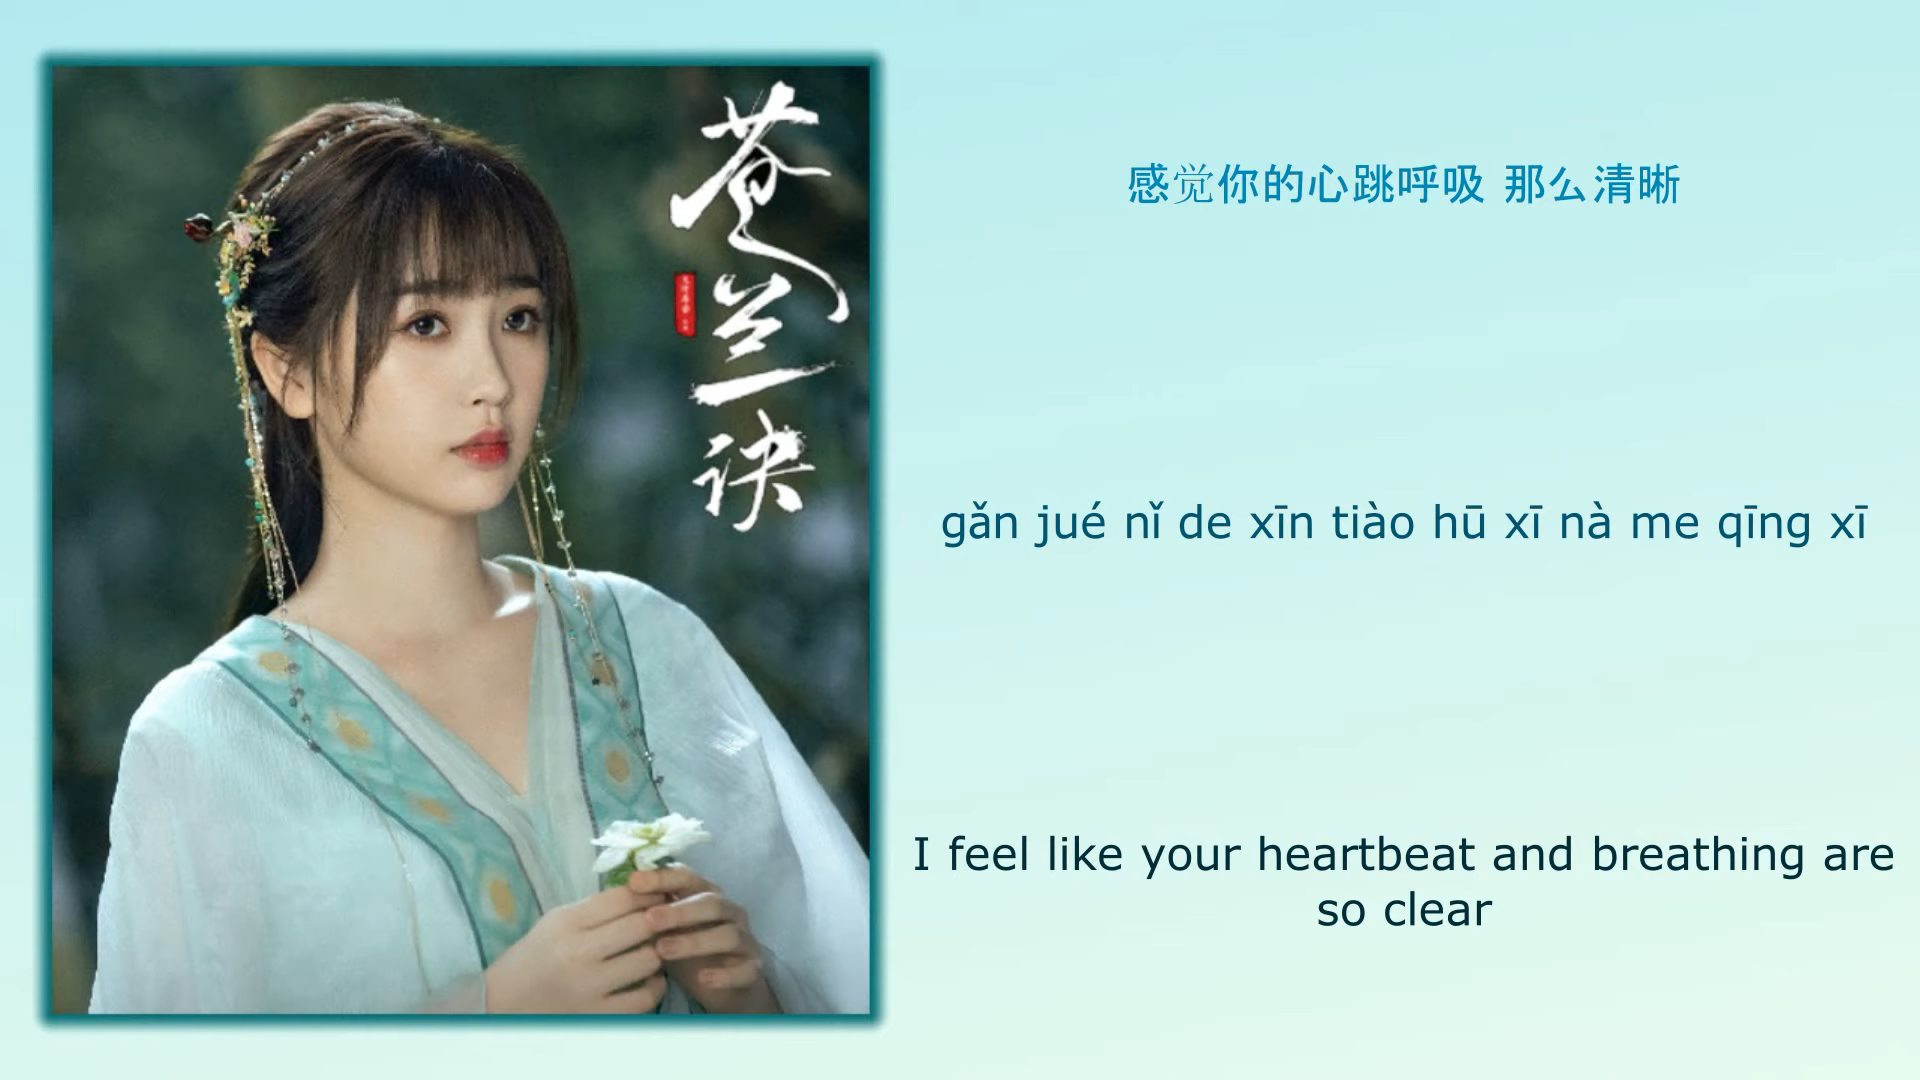 苍兰诀
感觉你的心跳呼吸 那么清晰
gǎn jué nǐ de xīn tiào hū xī nà me qīng xī
I feel like your heartbeat and breathing are
so clear